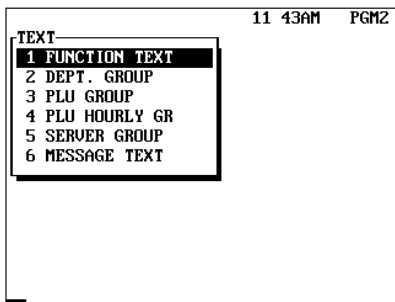 11 43AM PGM2
TEXT
1 FUNCTION TEXT
2 DEPT. GROUP
3 PLU GROUP
4 PLU HOURLY GR
5 SERVER GROUP
6 MESSAGE TEXT